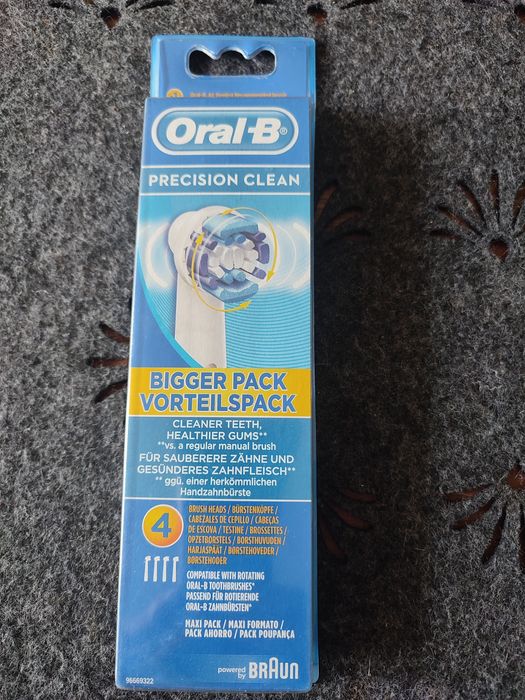 Oral-B
Oral-B®
PRECISION CLEAN
BIGGER PACK
VORTEILSPACK
CLEANER TEETH,
HEALTHIER GUMS**
**vs. a regular manual brush
FÜR SAUBERERE ZÄHNE UND
GESÜNDERES ZAHNFLEISCH**
** ggü. einer herkömmlichen
Handzahnbürste
4
BRUSH HEADS / BÜRSTENKÖPFE /
CABEZALES DE CEPILLO / CABEÇAS
DE ESCOVA / TESTINE / BROSSETTES /
OPZETBORSTELS / BORSTHUVUDEN /
HARJASPÄÄT / BØRSTEHOVEDER /
BØRSTEHODER
COMPATIBLE WITH ROTATING
ORAL-B TOOTHBRUSHES*
PASSEND FÜR ROTIERENDE
ORAL-B ZAHNBÜRSTEN*
MAXI PACK / MAXI FORMATO /
PACK AHORRO / PACK POUPANÇA
96669322
powered by BRAUN